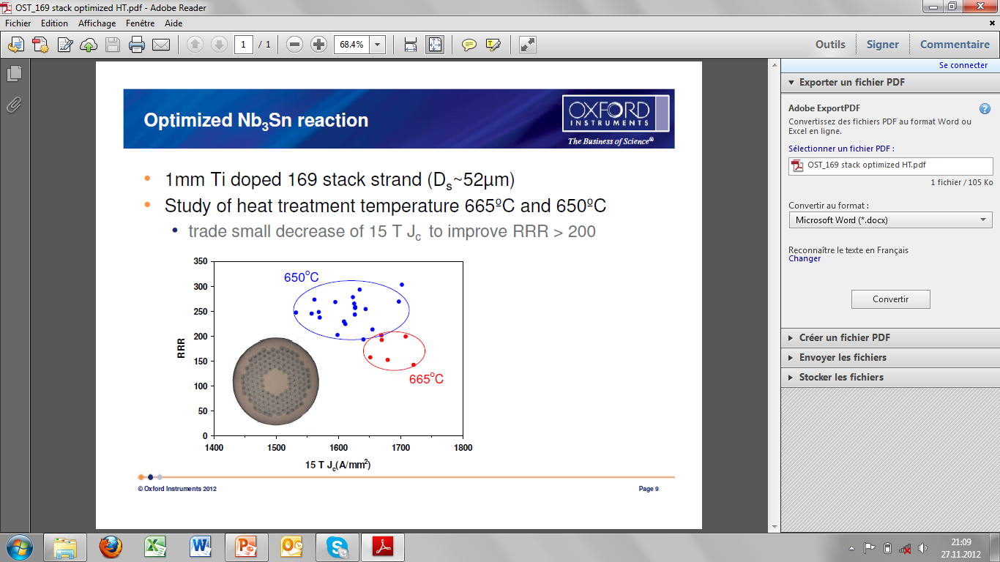 OST_169 stack optimized HT.pdf - Adobe Reader
Fichier Edition Affichage Fenêtre Aide
1 / 1 68.4% Outils Signer Commentaire
Se connecter
Exporter un fichier PDF
Adobe ExportPDF
Convertissez des fichiers PDF au format Word ou
Excel en ligne.
Sélectionner un fichier PDF :
OST_169 stack optimized HT.pdf
1 fichier / 105 Ko
Convertir au format :
Microsoft Word (*.docx)
Reconnaître le texte en Français
Changer
Convertir
Créer un fichier PDF
Envoyer les fichiers
Stocker les fichiers
Optimized Nb3Sn reaction
OXFORD
INSTRUMENTS
The Business of Science®
1mm Ti doped 169 stack strand (Ds~52µm)
Study of heat treatment temperature 665ºC and 650ºC
trade small decrease of 15 T Jc to improve RRR > 200
350
300
250
200
150
100
50
0
RRR
650°C
665°C
1400 1500 1600 1700 1800
15 T Jc(A/mm2)
© Oxford Instruments 2012 Page 9
21:09
27.11.2012